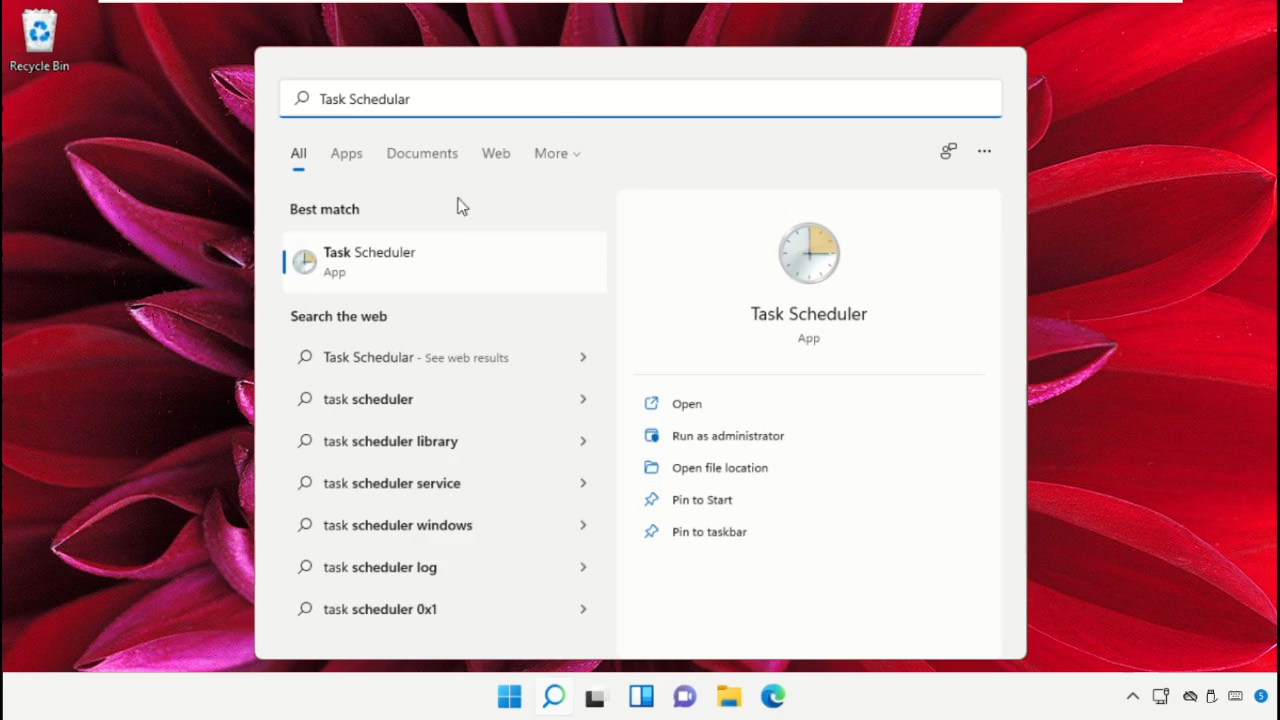 Recycle Bin
Task Schedular
All Apps Documents Web More
Best match
Task Scheduler
App
Search the web
Task Schedular - See web results
task scheduler
task scheduler library
task scheduler service
task scheduler windows
task scheduler log
task scheduler 0x1
Task Scheduler
App
Open
Run as administrator
Open file location
Pin to Start
Pin to taskbar
5